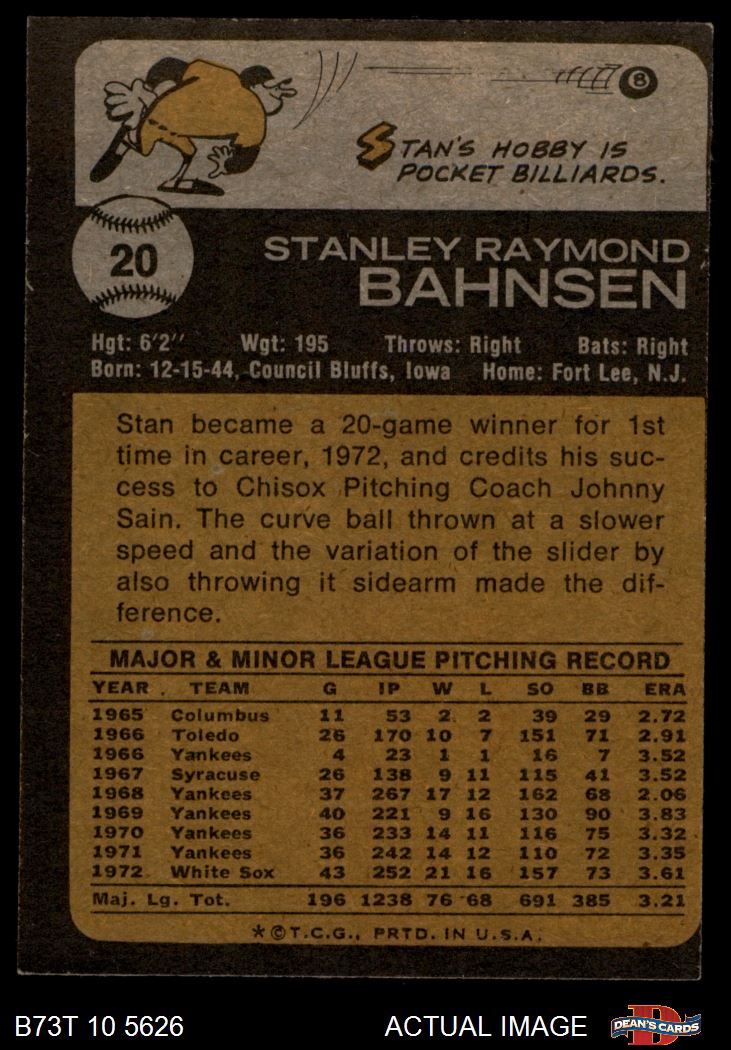 8
STAN'S HOBBY IS
POCKET BILLIARDS.
20
STANLEY RAYMOND
BAHNSEN
Hgt: 6'2" Wgt: 195 Throws: Right Bats: Right
Born: 12-15-44, Council Bluffs, Iowa Home: Fort Lee, N.J.
Stan became a 20-game winner for 1st
time in career, 1972, and credits his suc-
cess to Chisox Pitching Coach Johnny
Sain. The curve ball thrown at a slower
speed and the variation of the slider by
also throwing it sidearm made the dif-
ference.
MAJOR & MINOR LEAGUE PITCHING RECORD
YEAR TEAM G IP W L SO BB ERA
1965 Columbus 11 53 2 2 39 29 2.72
1966 Toledo 26 170 10 7 151 71 2.91
1966 Yankees 4 23 1 1 16 7 3.52
1967 Syracuse 26 138 9 11 115 41 3.52
1968 Yankees 37 267 17 12 162 68 2.06
1969 Yankees 40 221 9 16 130 90 3.83
1970 Yankees 36 233 14 11 116 75 3.32
1971 Yankees 36 242 14 12 110 72 3.35
1972 White Sox 43 252 21 16 157 73 3.61
Maj. Lg. Tot. 196 1238 76 68 691 385 3.21
*©T.C.G., PRTD. IN U.S.A.
B73T 10 5626 ACTUAL IMAGE D DEAN'S CARDS